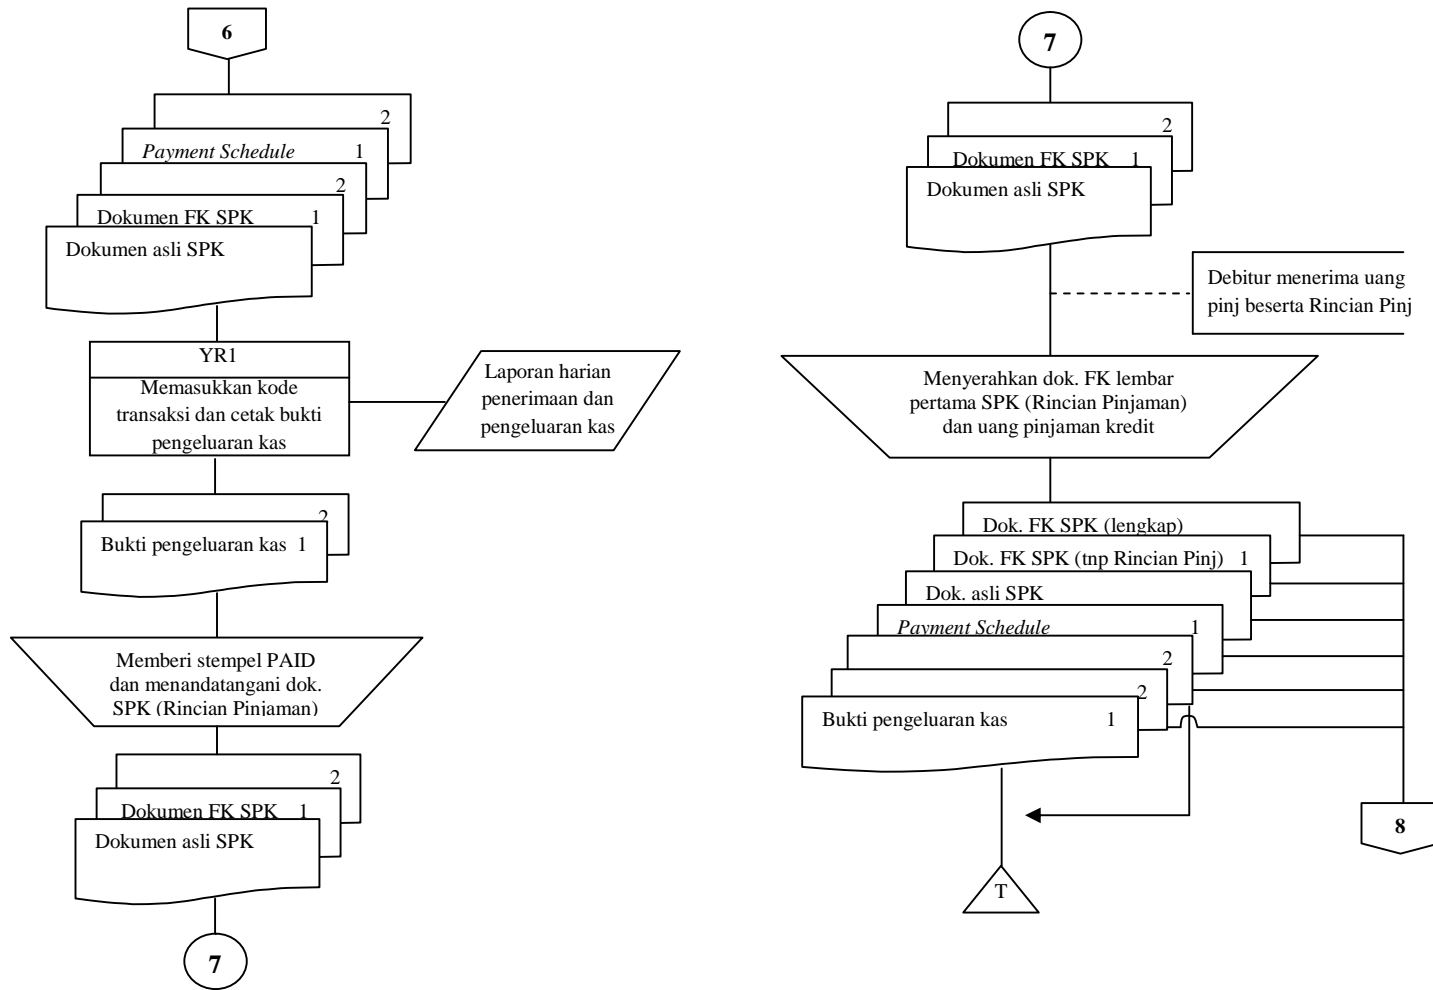 6
2
Payment Schedule 1
2
Dokumen FK SPK 1
Dokumen asli SPK
YR1
Memasukkan kode
transaksi dan cetak bukti
pengeluaran kas
Laporan harian
penerimaan dan
pengeluaran kas
2
Bukti pengeluaran kas 1
Memberi stempel PAID
dan menandatangani dok.
SPK (Rincian Pinjaman)
2
Dokumen FK SPK 1
Dokumen asli SPK
7
7
2
Dokumen FK SPK 1
Dokumen asli SPK
Debitur menerima uang
pinj beserta Rincian Pinj
Menyerahkan dok. FK lembar
pertama SPK (Rincian Pinjaman)
dan uang pinjaman kredit
Dok. FK SPK (lengkap)
Dok. FK SPK (tnp Rincian Pinj) 1
Dok. asli SPK
Payment Schedule 1
2
2
Bukti pengeluaran kas 1
8
T